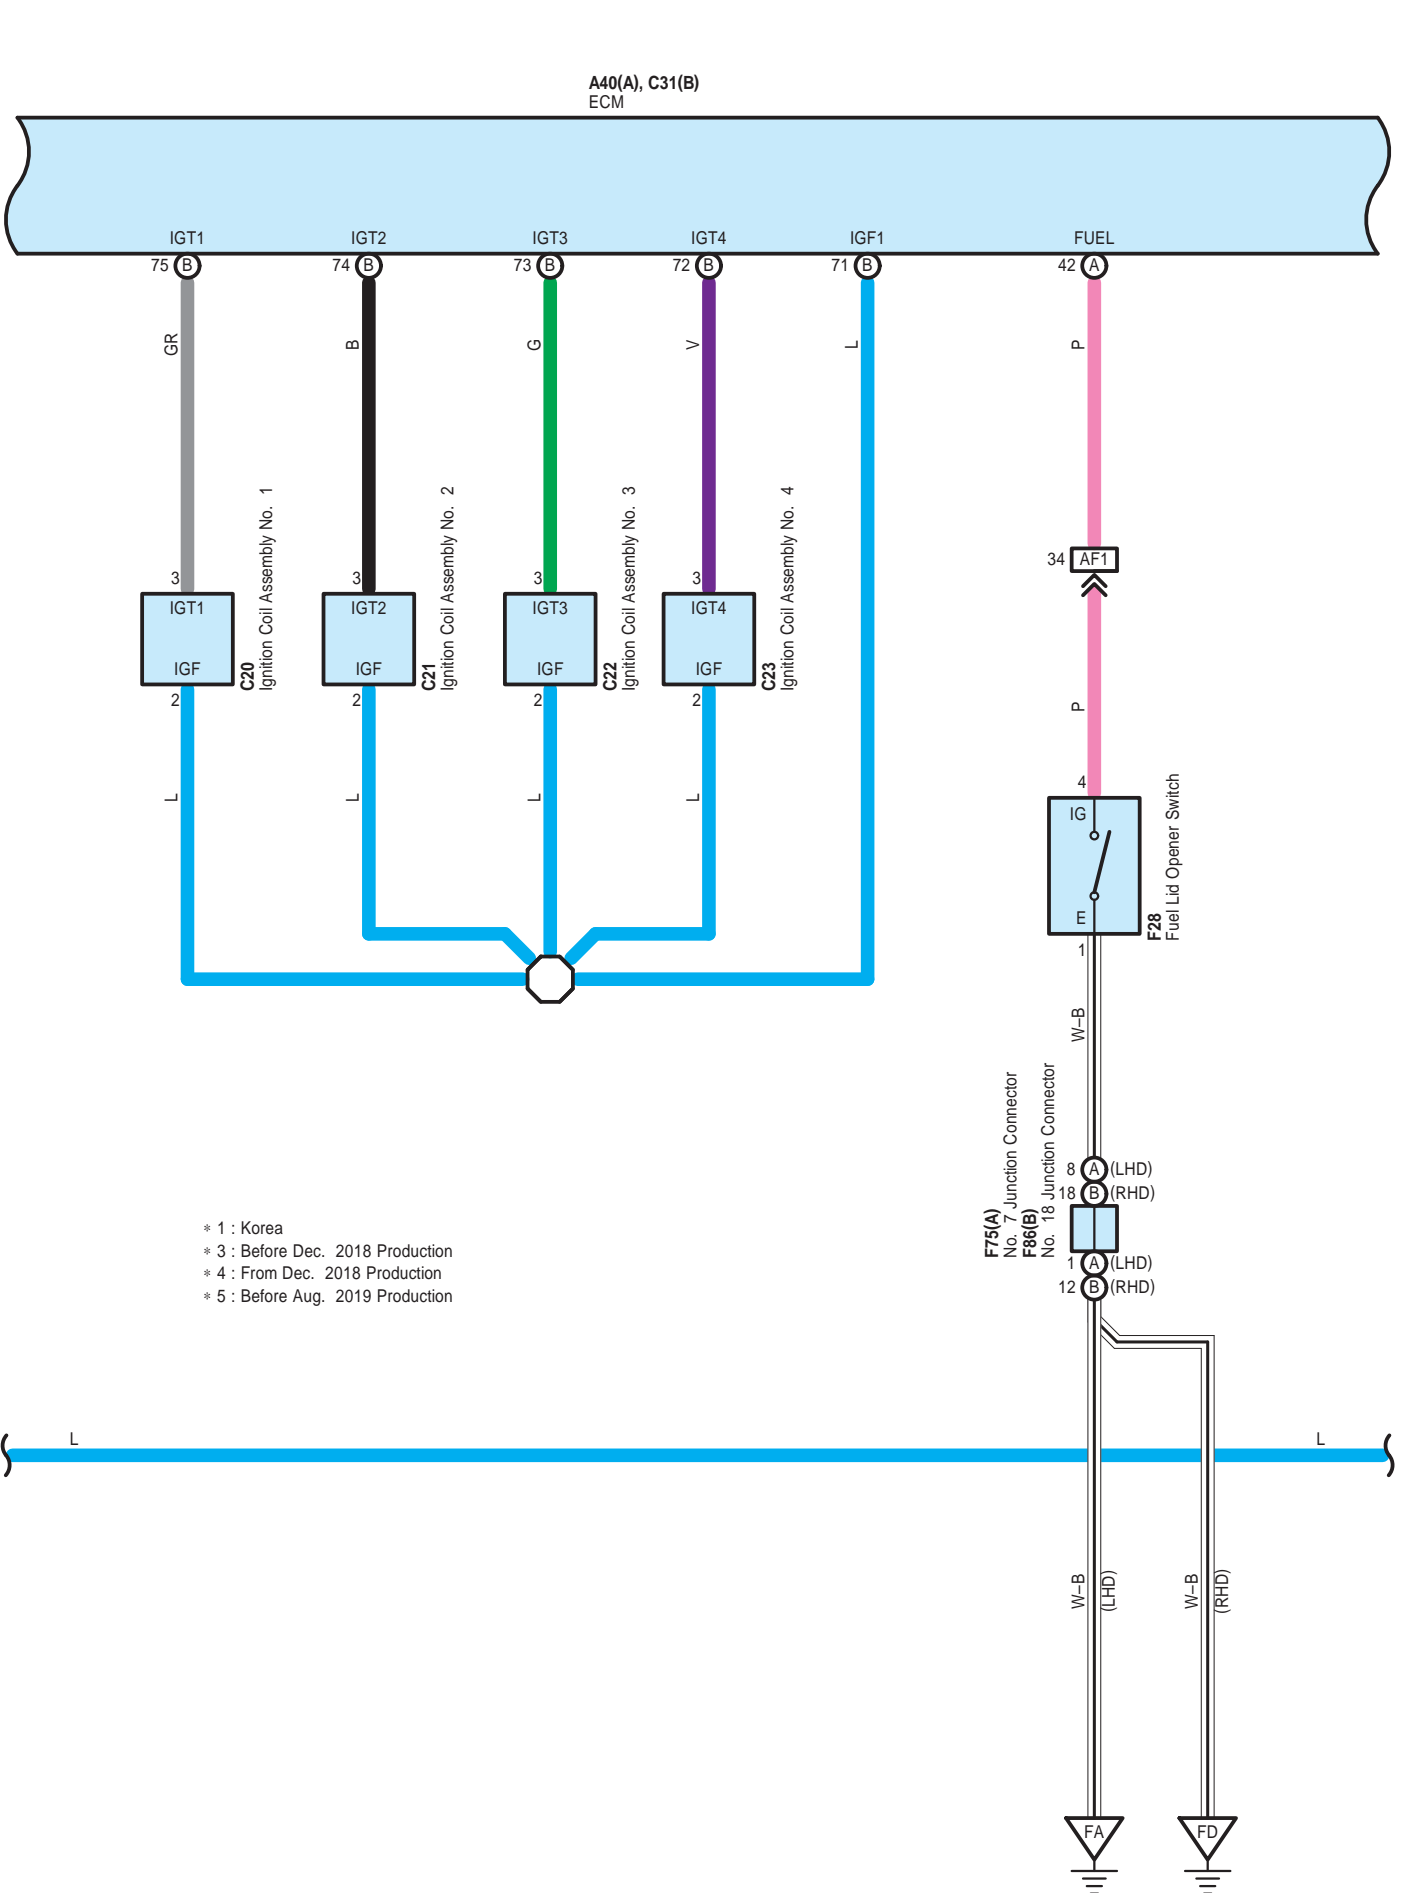 A40(A), C31(B)
ECM
IGT1 IGT2 IGT3 IGT4 IGF1 FUEL
75 B 74 B 73 B 72 B 71 B 42 A
GR B G V L P
34 AF1
3 3 3 3
IGT1 IGT2 IGT3 IGT4
IGF IGF IGF IGF
2 2 2 2
C20
Ignition Coil Assembly No. 1
C21
Ignition Coil Assembly No. 2
C22
Ignition Coil Assembly No. 3
C23
Ignition Coil Assembly No. 4
L L L L
P
4
IG
E
1
F28
Fuel Lid Opener Switch
W–B
F75(A)
No. 7 Junction Connector
F86(B)
No. 18 Junction Connector
8 A (LHD)
18 B (RHD)
1 A (LHD)
12 B (RHD)
* 1 : Korea
* 3 : Before Dec. 2018 Production
* 4 : From Dec. 2018 Production
* 5 : Before Aug. 2019 Production
L L
W–B
(LHD)
W–B
(RHD)
FA FD